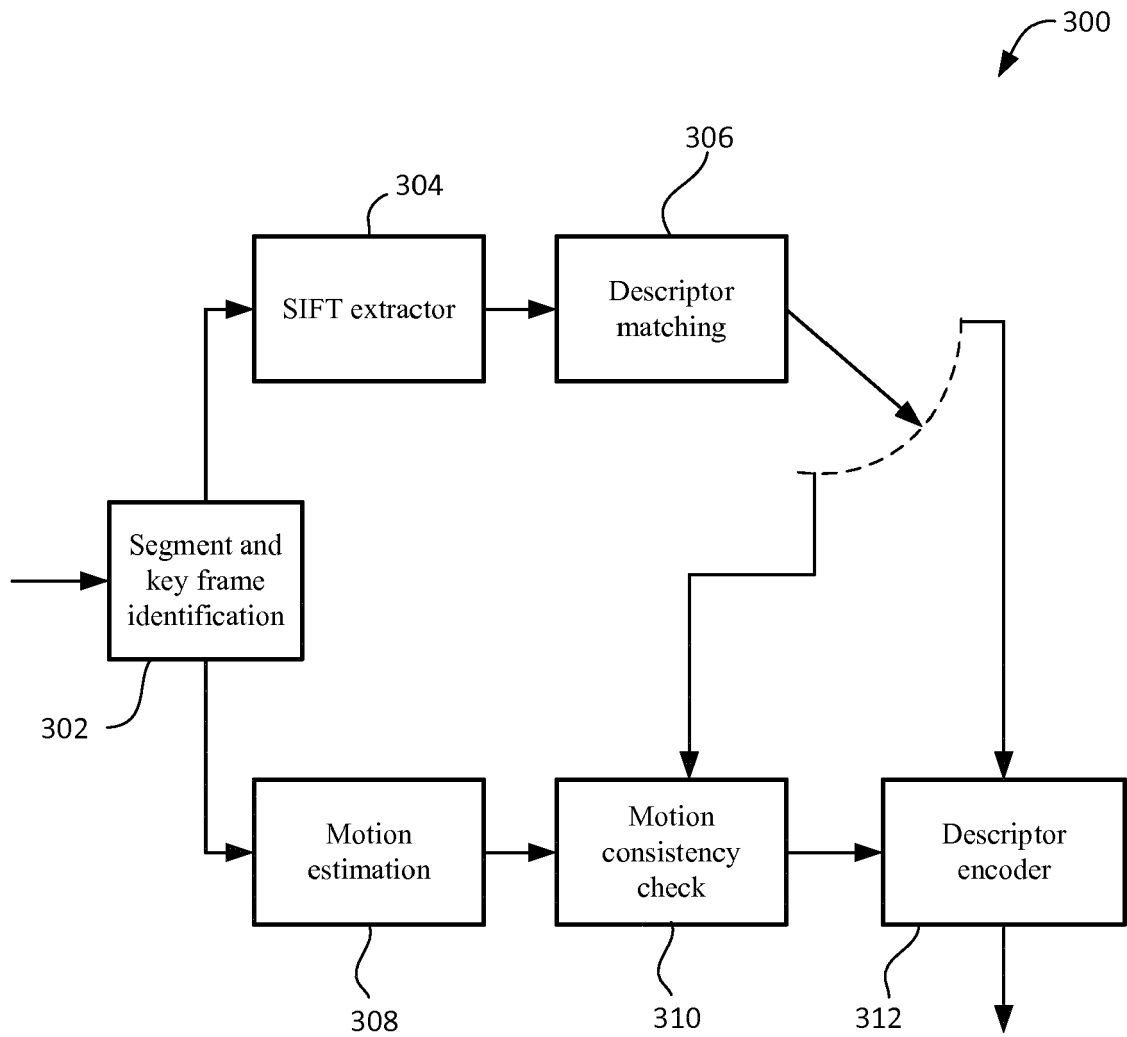 300
306
304
SIFT extractor
Descriptor
matching
Segment and
key frame
identification
302
Motion
estimation
Motion
consistency
check
Descriptor
encoder
308
310
312